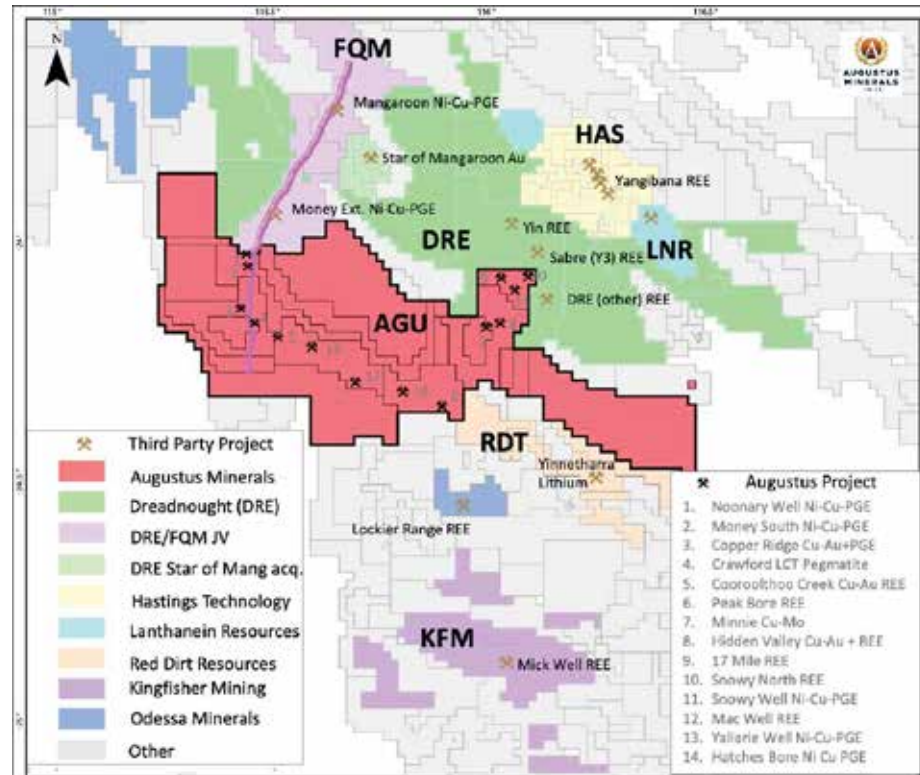 115°
115.5°
116°
116.5°
N
FQM
AUGUSTUS
MINERALS
Mangaroon Ni-Cu-PGE
HAS
Star of Mangaroon Au
Yangibana REE
Money Ext. Ni-Cu-PGE
Yin REE
DRE
LNR
Sabre (Y3) REE
DRE (other) REE
AGU
RDT
Yinnetharra
Lithium
Lockier Range REE
KFM
Mick Well REE
Third Party Project
Augustus Minerals
Dreadnought (DRE)
DRE/FQM JV
DRE Star of Mang acq.
Hastings Technology
Lanthanein Resources
Red Dirt Resources
Kingfisher Mining
Odessa Minerals
Other
Augustus Project
1. Noonary Well Ni-Cu-PGE
2. Money South Ni-Cu-PGE
3. Copper Ridge Cu-Au+PGE
4. Crawford LCT Pegmatite
5. Cooroolthoo Creek Cu-Au REE
6. Peak Bore REE
7. Minnie Cu-Mo
8. Hidden Valley Cu-Au + REE
9. 17 Mile REE
10. Snowy North REE
11. Snowy Well Ni-Cu-PGE
12. Mac Well REE
13. Yallarie Well Ni-Cu-PGE
14. Hatches Bore Ni Cu PGE